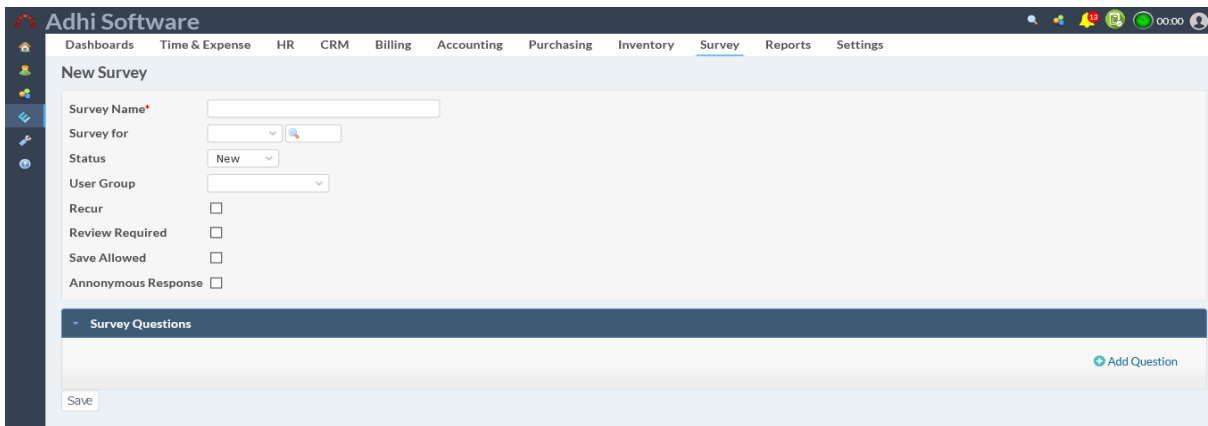 Adhi Software
13
00:00
Dashboards Time & Expense HR CRM Billing Accounting Purchasing Inventory Survey Reports Settings
New Survey
Survey Name*
Survey for
Status New
User Group
Recur
Review Required
Save Allowed
Annonymous Response
Survey Questions
Add Question
Save